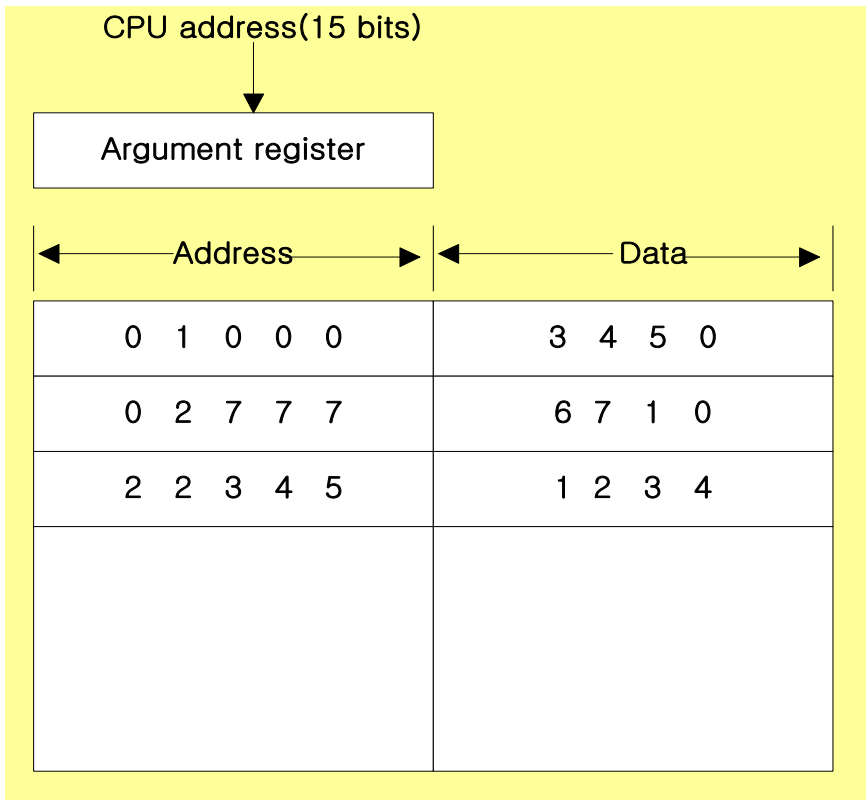 CPU address(15 bits)
Argument register
Address Data
0 1 0 0 0 3 4 5 0
0 2 7 7 7 6 7 1 0
2 2 3 4 5 1 2 3 4